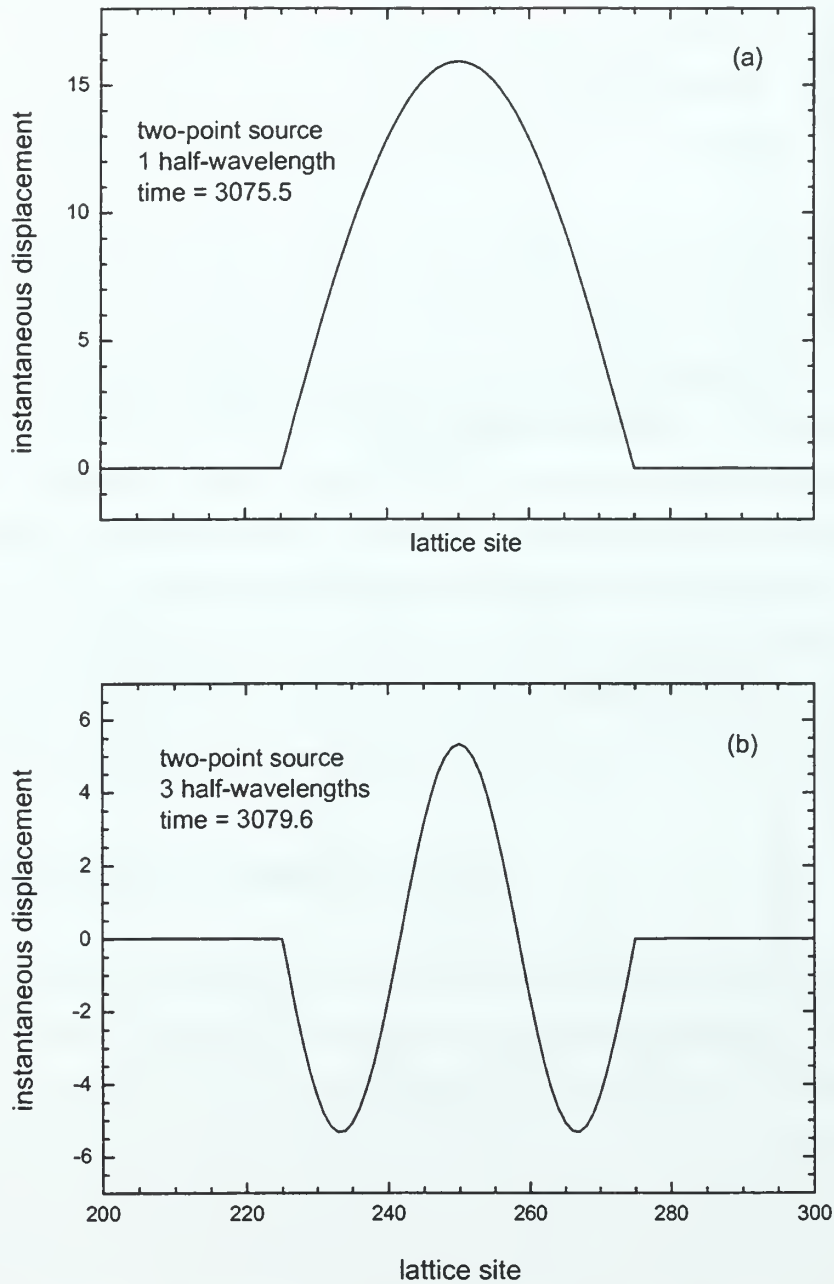 (a)
two-point source
1 half-wavelength
time = 3075.5
instantaneous displacement
15
10
5
0
lattice site
(b)
two-point source
3 half-wavelengths
time = 3079.6
instantaneous displacement
6
4
2
0
-2
-4
-6
200 220 240 260 280 300
lattice site